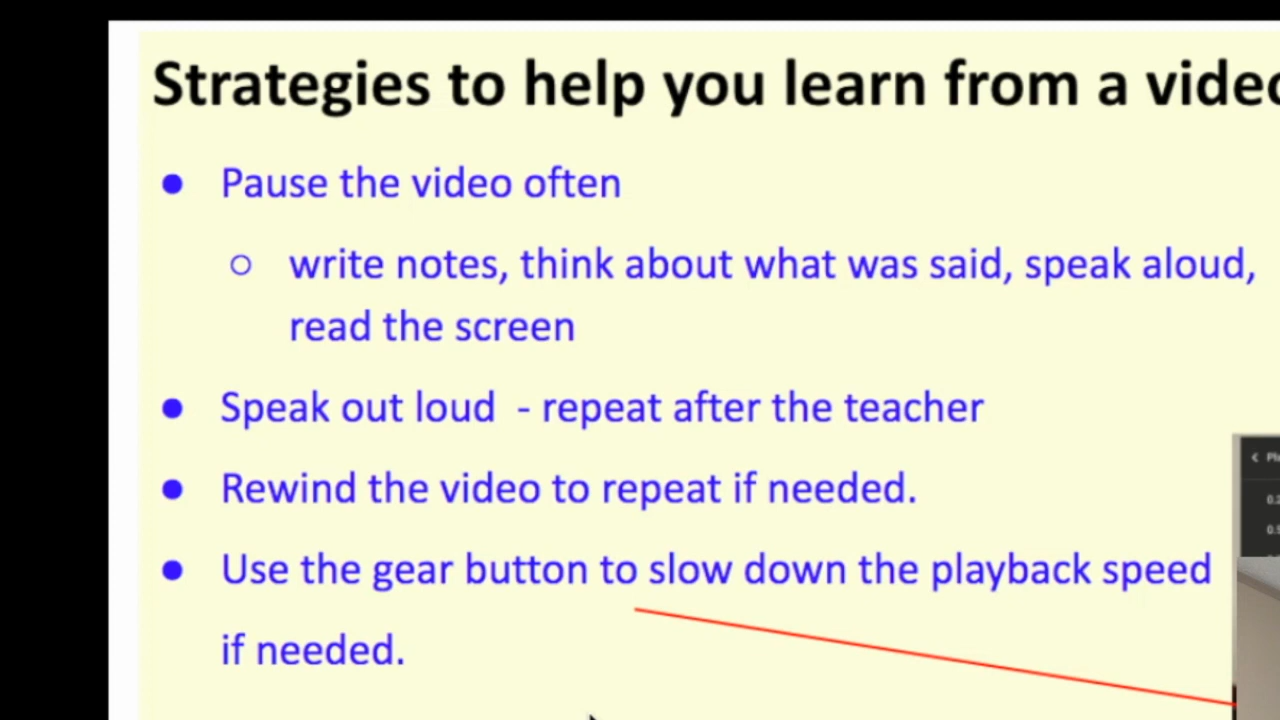 Strategies to help you learn from a video
Pause the video often
write notes, think about what was said, speak aloud,
read the screen
Speak out loud - repeat after the teacher
Rewind the video to repeat if needed.
Use the gear button to slow down the playback speed
if needed.